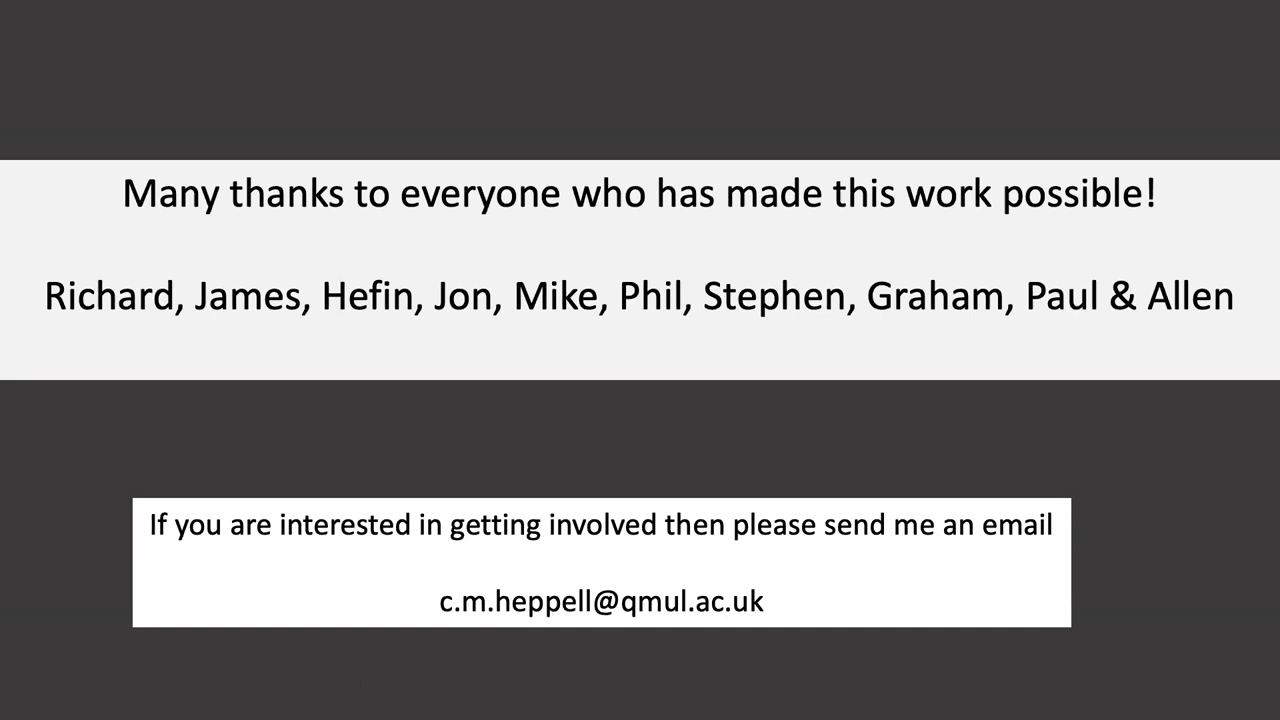 Many thanks to everyone who has made this work possible!
Richard, James, Hefin, Jon, Mike, Phil, Stephen, Graham, Paul & Allen
If you are interested in getting involved then please send me an email
c.m.heppell@qmul.ac.uk